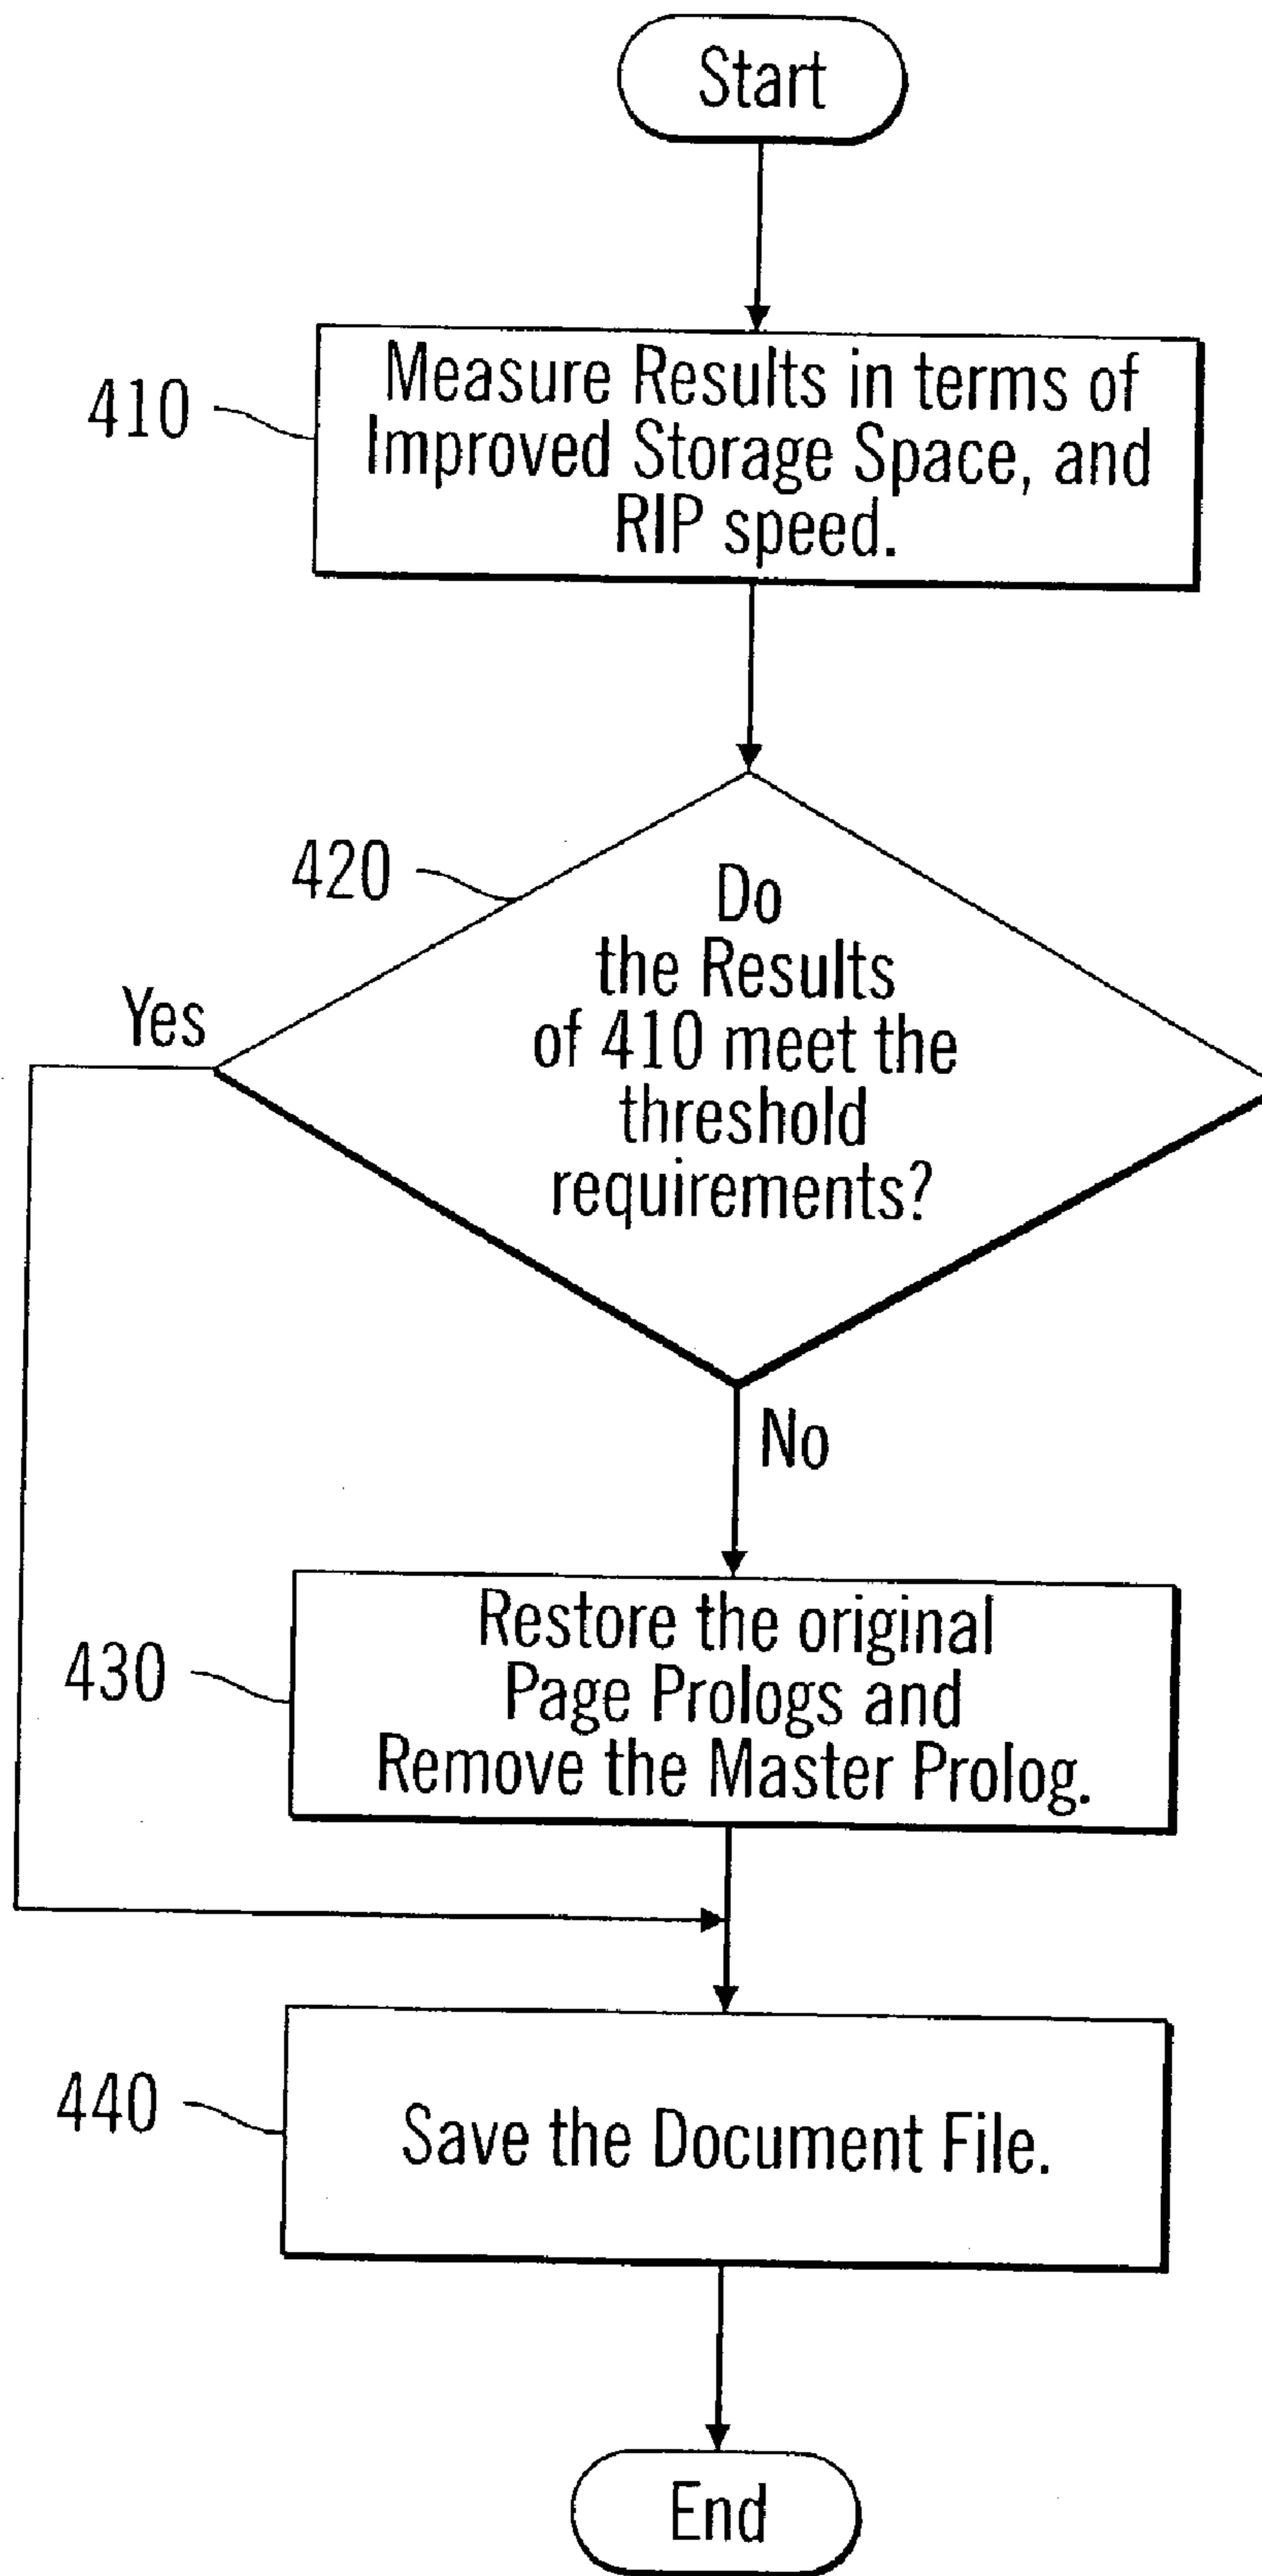 Start
410
Measure Results in terms of
Improved Storage Space, and
RIP speed.
420
Do
the Results
of 410 meet the
threshold
requirements?
Yes
No
430
Restore the original
Page Prologs and
Remove the Master Prolog.
440
Save the Document File.
End